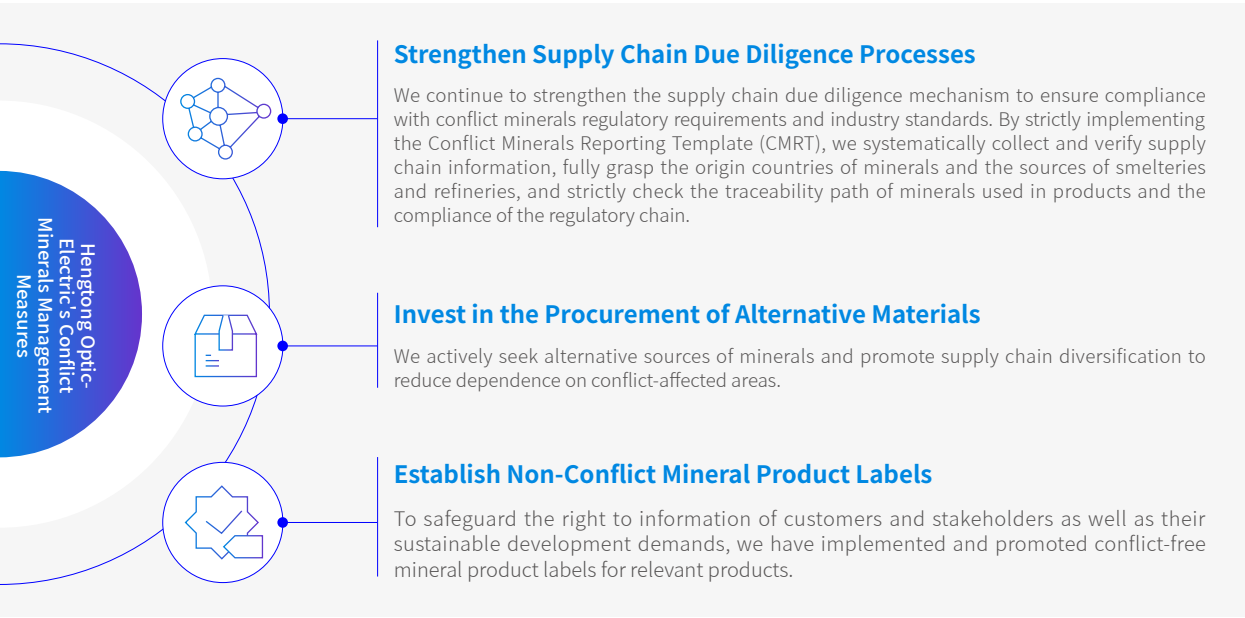 Hengtong Optic-
Electric's Conflict
Minerals Management
Measures
Strengthen Supply Chain Due Diligence Processes
We continue to strengthen the supply chain due diligence mechanism to ensure compliance
with conflict minerals regulatory requirements and industry standards. By strictly implementing
the Conflict Minerals Reporting Template (CMRT), we systematically collect and verify supply
chain information, fully grasp the origin countries of minerals and the sources of smelteries
and refineries, and strictly check the traceability path of minerals used in products and the
compliance of the regulatory chain.
Invest in the Procurement of Alternative Materials
We actively seek alternative sources of minerals and promote supply chain diversification to
reduce dependence on conflict-affected areas.
Establish Non-Conflict Mineral Product Labels
To safeguard the right to information of customers and stakeholders as well as their
sustainable development demands, we have implemented and promoted conflict-free
mineral product labels for relevant products.